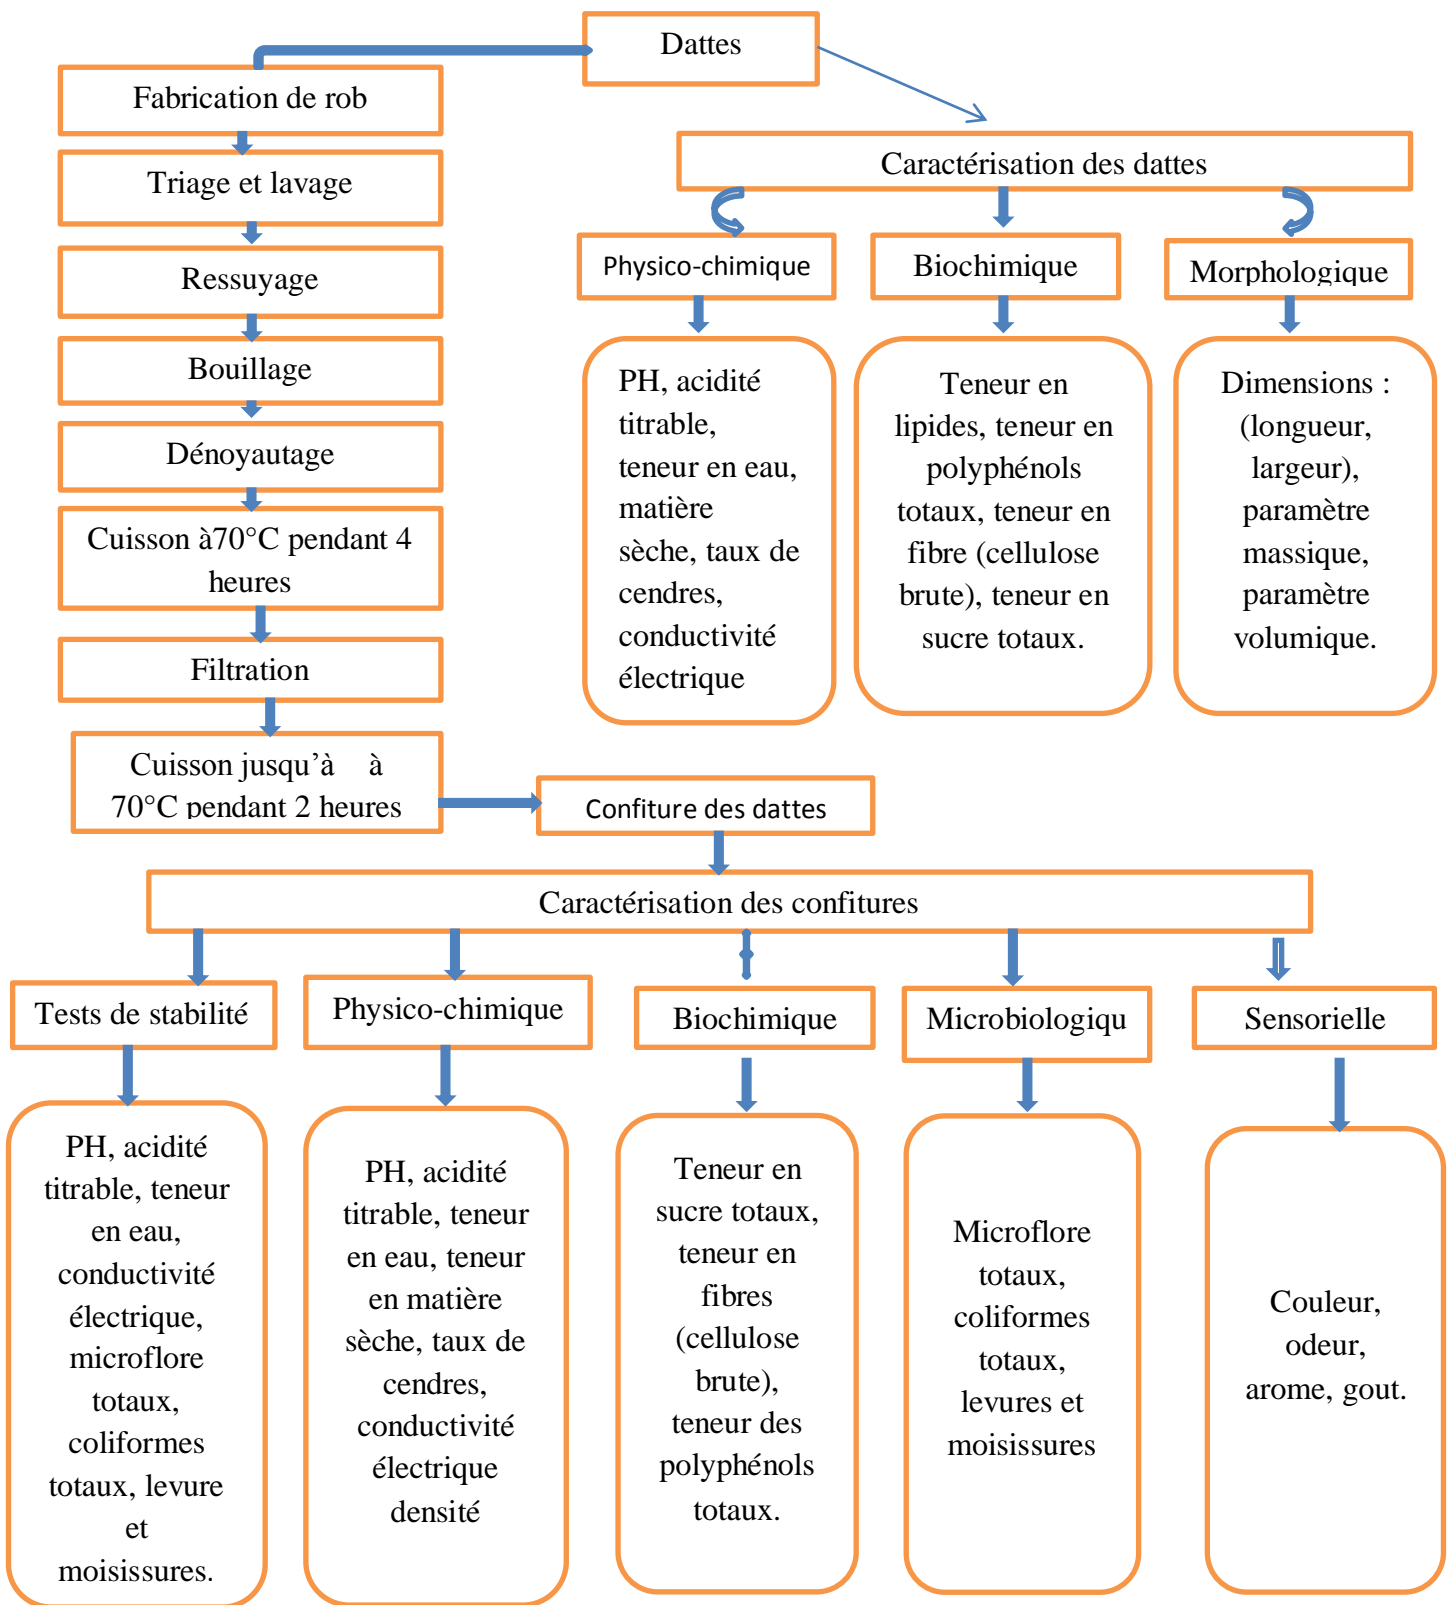 Dattes
Fabrication de rob
Triage et lavage
Ressuyage
Bouillage
Dénoyautage
Cuisson à70°C pendant 4
heures
Filtration
Cuisson jusqu’à à
70°C pendant 2 heures
Caractérisation des dattes
Physico-chimique
Biochimique
Morphologique
PH, acidité
titrable,
teneur en eau,
matière
sèche, taux de
cendres,
conductivité
électrique
Teneur en
lipides, teneur en
polyphénols
totaux, teneur en
fibre (cellulose
brute), teneur en
sucre totaux.
Dimensions :
(longueur,
largeur),
paramètre
massique,
paramètre
volumique.
Confiture des dattes
Caractérisation des confitures
Tests de stabilité
Physico-chimique
Biochimique
Microbiologiqu
Sensorielle
PH, acidité
titrable, teneur
en eau,
conductivité
électrique,
microflore
totaux,
coliformes
totaux, levure
et
moisissures.
PH, acidité
titrable, teneur
en eau, teneur
en matière
sèche, taux de
cendres,
conductivité
électrique
densité
Teneur en
sucre totaux,
teneur en
fibres
(cellulose
brute),
teneur des
polyphénols
totaux.
Microflore
totaux,
coliformes
totaux,
levures et
moisissures
Couleur,
odeur,
arome, gout.